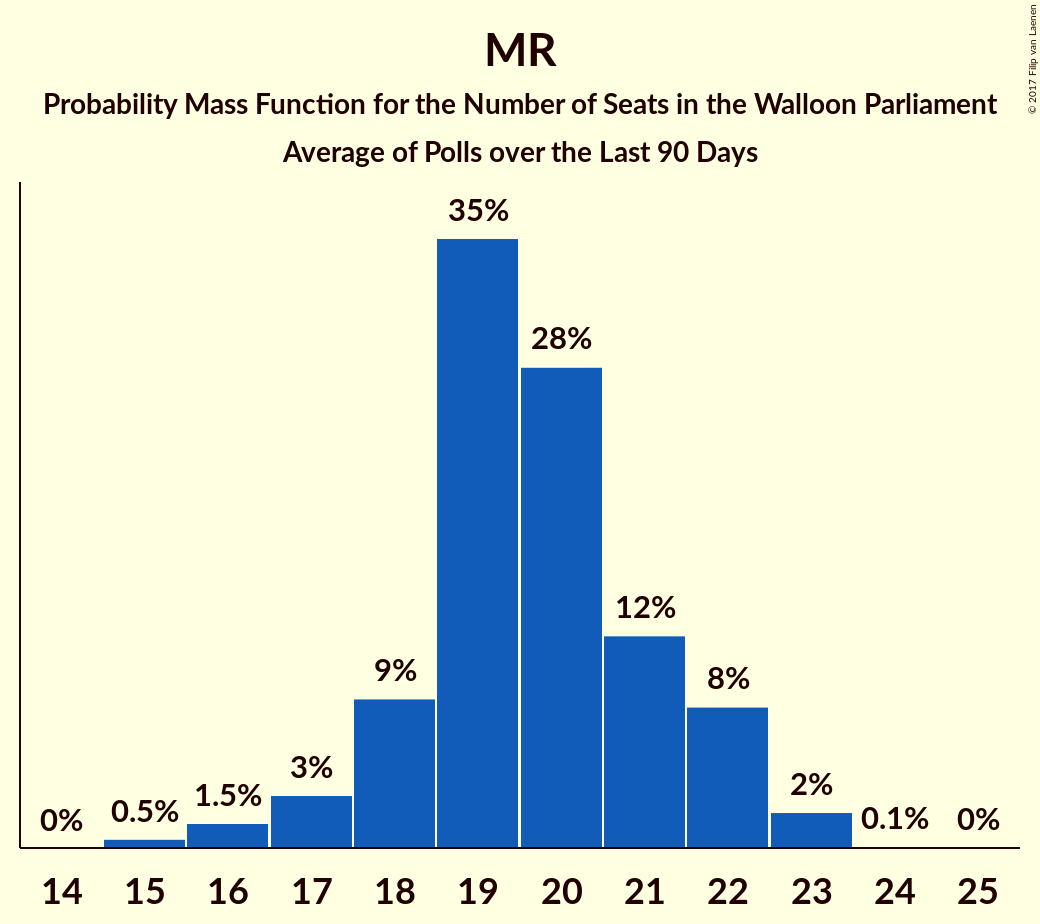 MR
Probability Mass Function for the Number of Seats in the Walloon Parliament
Average of Polls over the Last 90 Days
© 2017 Filip van Laenen
35%
28%
12%
9%
8%
3%
2%
1.5%
0.5%
0%
0.1%
0%
14 15 16 17 18 19 20 21 22 23 24 25